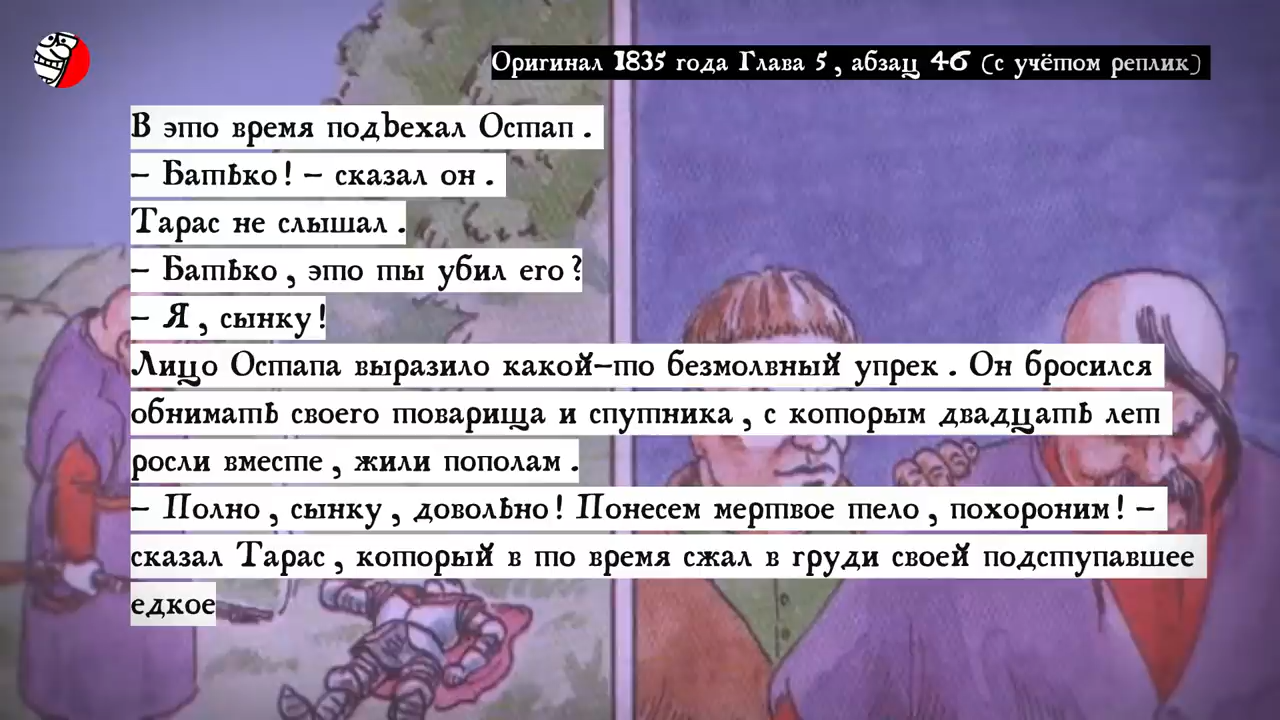 Оригинал 1835 года Глава 5, абзац 46 (с учётом реплик)
В это время подъехал Остап.
– Батько! – сказал он.
Тарас не слышал.
– Батько, это ты убил его?
– Я, сынку!
Лицо Остапа выразило какой-то безмолвный упрек. Он бросился
обнимать своего товарища и спутника, с которым двадцать лет
росли вместе, жили пополам.
– Полно, сынку, довольно! Понесем мертвое тело, похороним! –
сказал Тарас, который в то время сжал в груди своей подступавшее
едкое